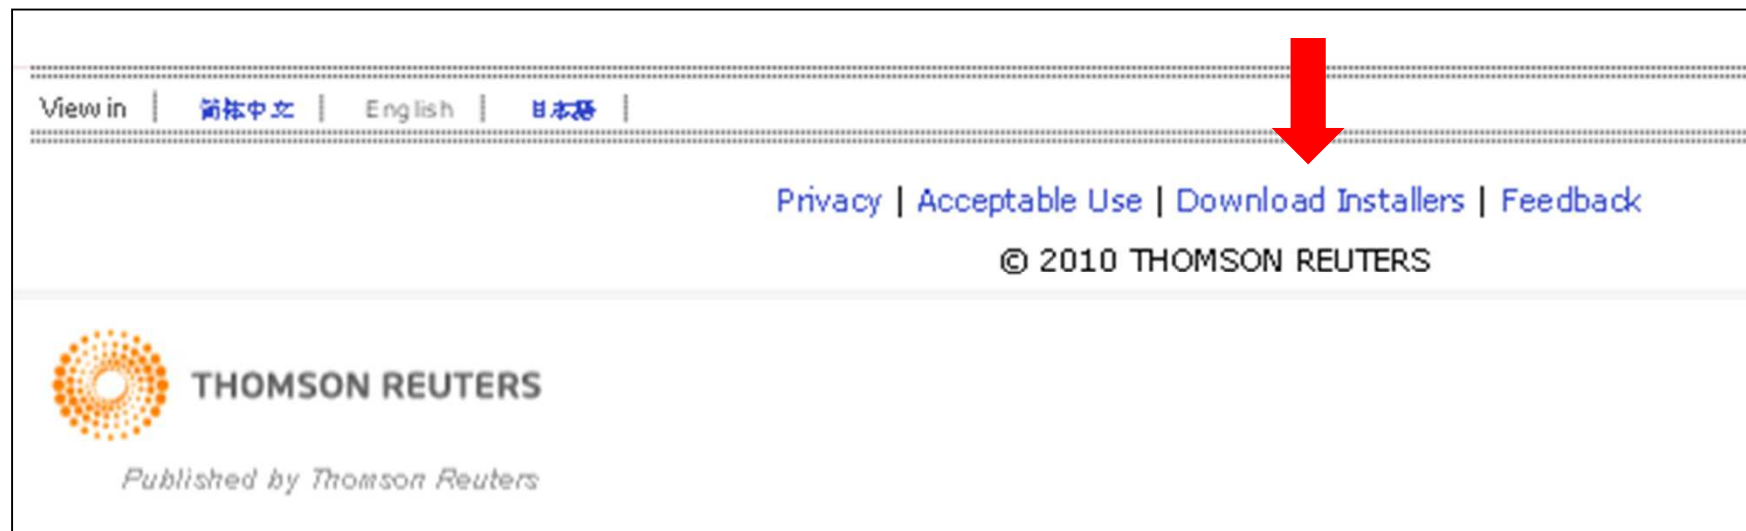 View in | 简体中文 | English | 日本語 |
Privacy | Acceptable Use | Download Installers | Feedback
© 2010 THOMSON REUTERS
THOMSON REUTERS
Published by Thomson Reuters